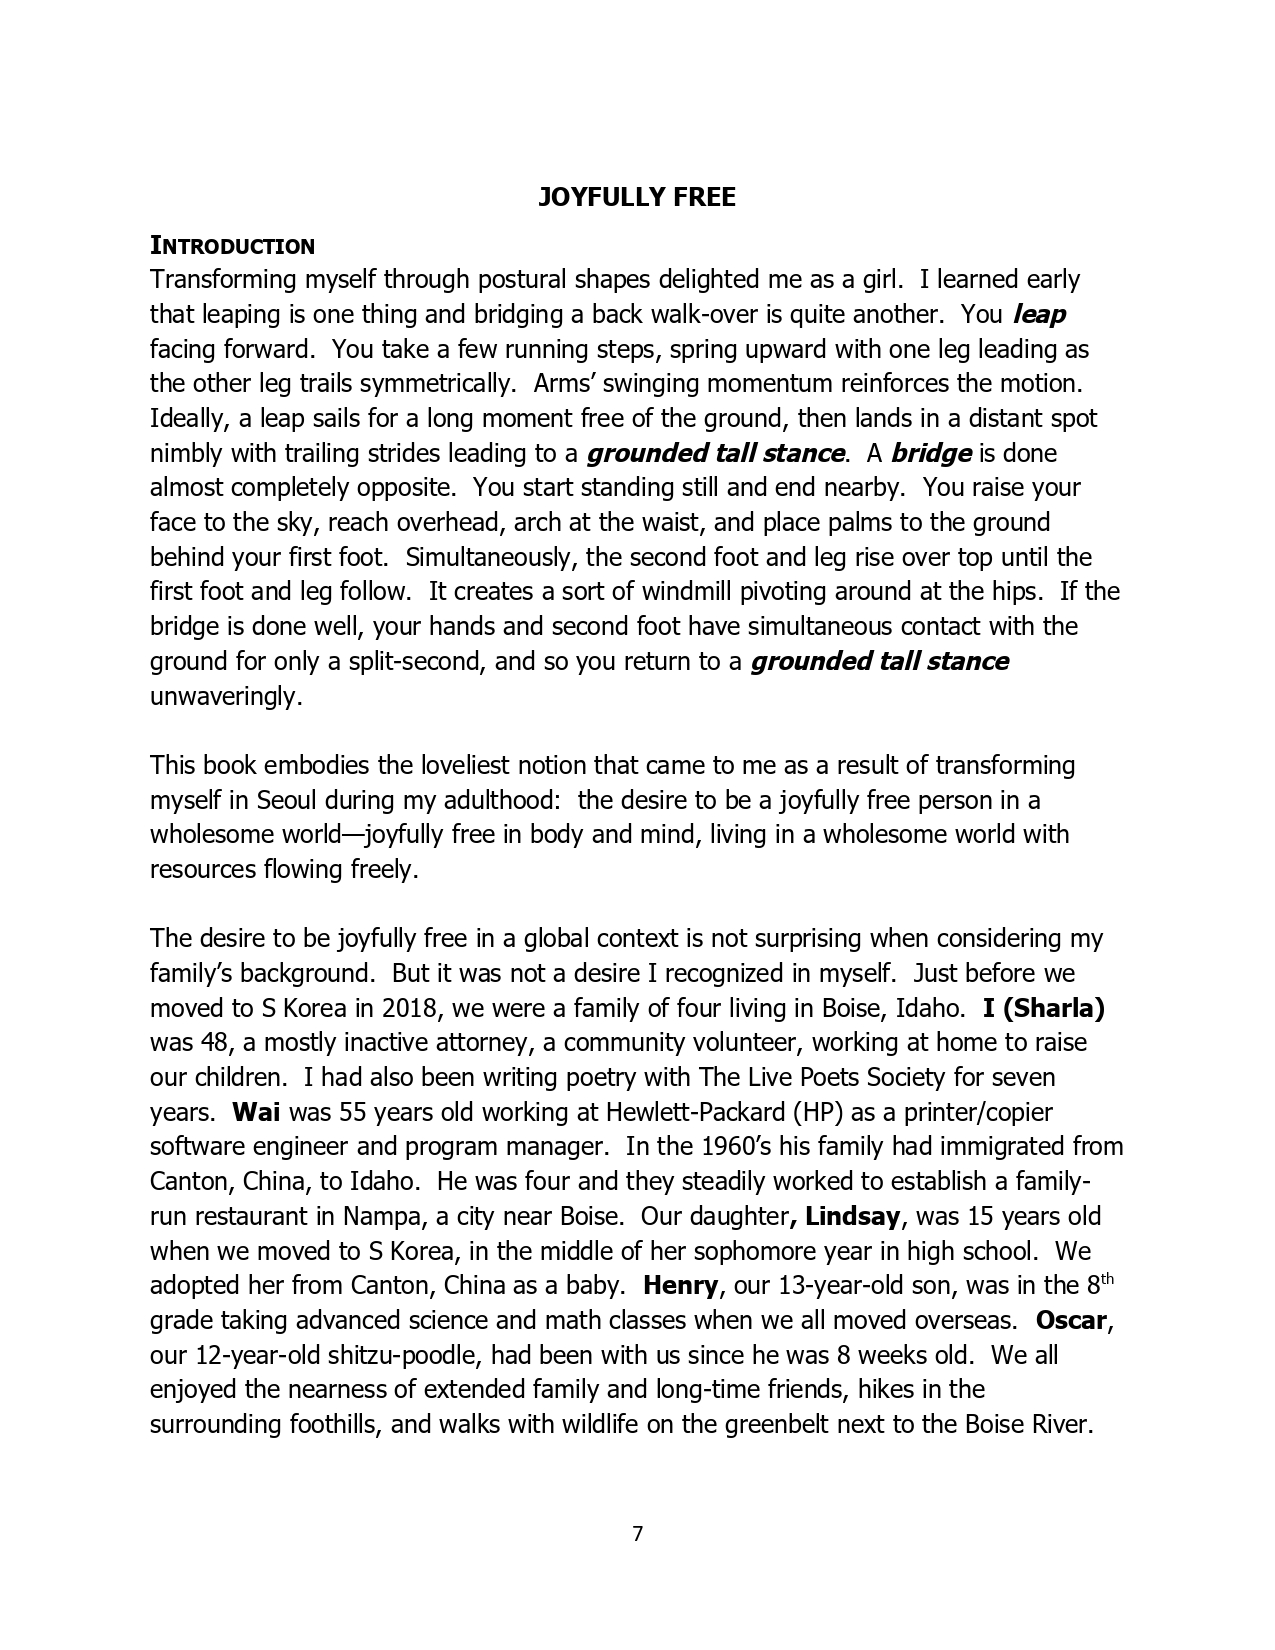 JOYFULLY FREE
INTRODUCTION
Transforming myself through postural shapes delighted me as a girl.  I learned early
that leaping is one thing and bridging a back walk-over is quite another.  You leap
facing forward.  You take a few running steps, spring upward with one leg leading as
the other leg trails symmetrically.  Arms’ swinging momentum reinforces the motion.
Ideally, a leap sails for a long moment free of the ground, then lands in a distant spot
nimbly with trailing strides leading to a grounded tall stance.  A bridge is done
almost completely opposite.  You start standing still and end nearby.  You raise your
face to the sky, reach overhead, arch at the waist, and place palms to the ground
behind your first foot.  Simultaneously, the second foot and leg rise over top until the
first foot and leg follow.  It creates a sort of windmill pivoting around at the hips.  If the
bridge is done well, your hands and second foot have simultaneous contact with the
ground for only a split-second, and so you return to a grounded tall stance
unwaveringly.
This book embodies the loveliest notion that came to me as a result of transforming
myself in Seoul during my adulthood:  the desire to be a joyfully free person in a
wholesome world—joyfully free in body and mind, living in a wholesome world with
resources flowing freely.
The desire to be joyfully free in a global context is not surprising when considering my
family’s background.  But it was not a desire I recognized in myself.  Just before we
moved to S Korea in 2018, we were a family of four living in Boise, Idaho.  I (Sharla)
was 48, a mostly inactive attorney, a community volunteer, working at home to raise
our children.  I had also been writing poetry with The Live Poets Society for seven
years.  Wai was 55 years old working at Hewlett-Packard (HP) as a printer/copier
software engineer and program manager.  In the 1960’s his family had immigrated from
Canton, China, to Idaho.  He was four and they steadily worked to establish a family-
run restaurant in Nampa, a city near Boise.  Our daughter, Lindsay, was 15 years old
when we moved to S Korea, in the middle of her sophomore year in high school.  We
adopted her from Canton, China as a baby.  Henry, our 13-year-old son, was in the 8th
grade taking advanced science and math classes when we all moved overseas.  Oscar,
our 12-year-old shitzu-poodle, had been with us since he was 8 weeks old.  We all
enjoyed the nearness of extended family and long-time friends, hikes in the
surrounding foothills, and walks with wildlife on the greenbelt next to the Boise River.
7